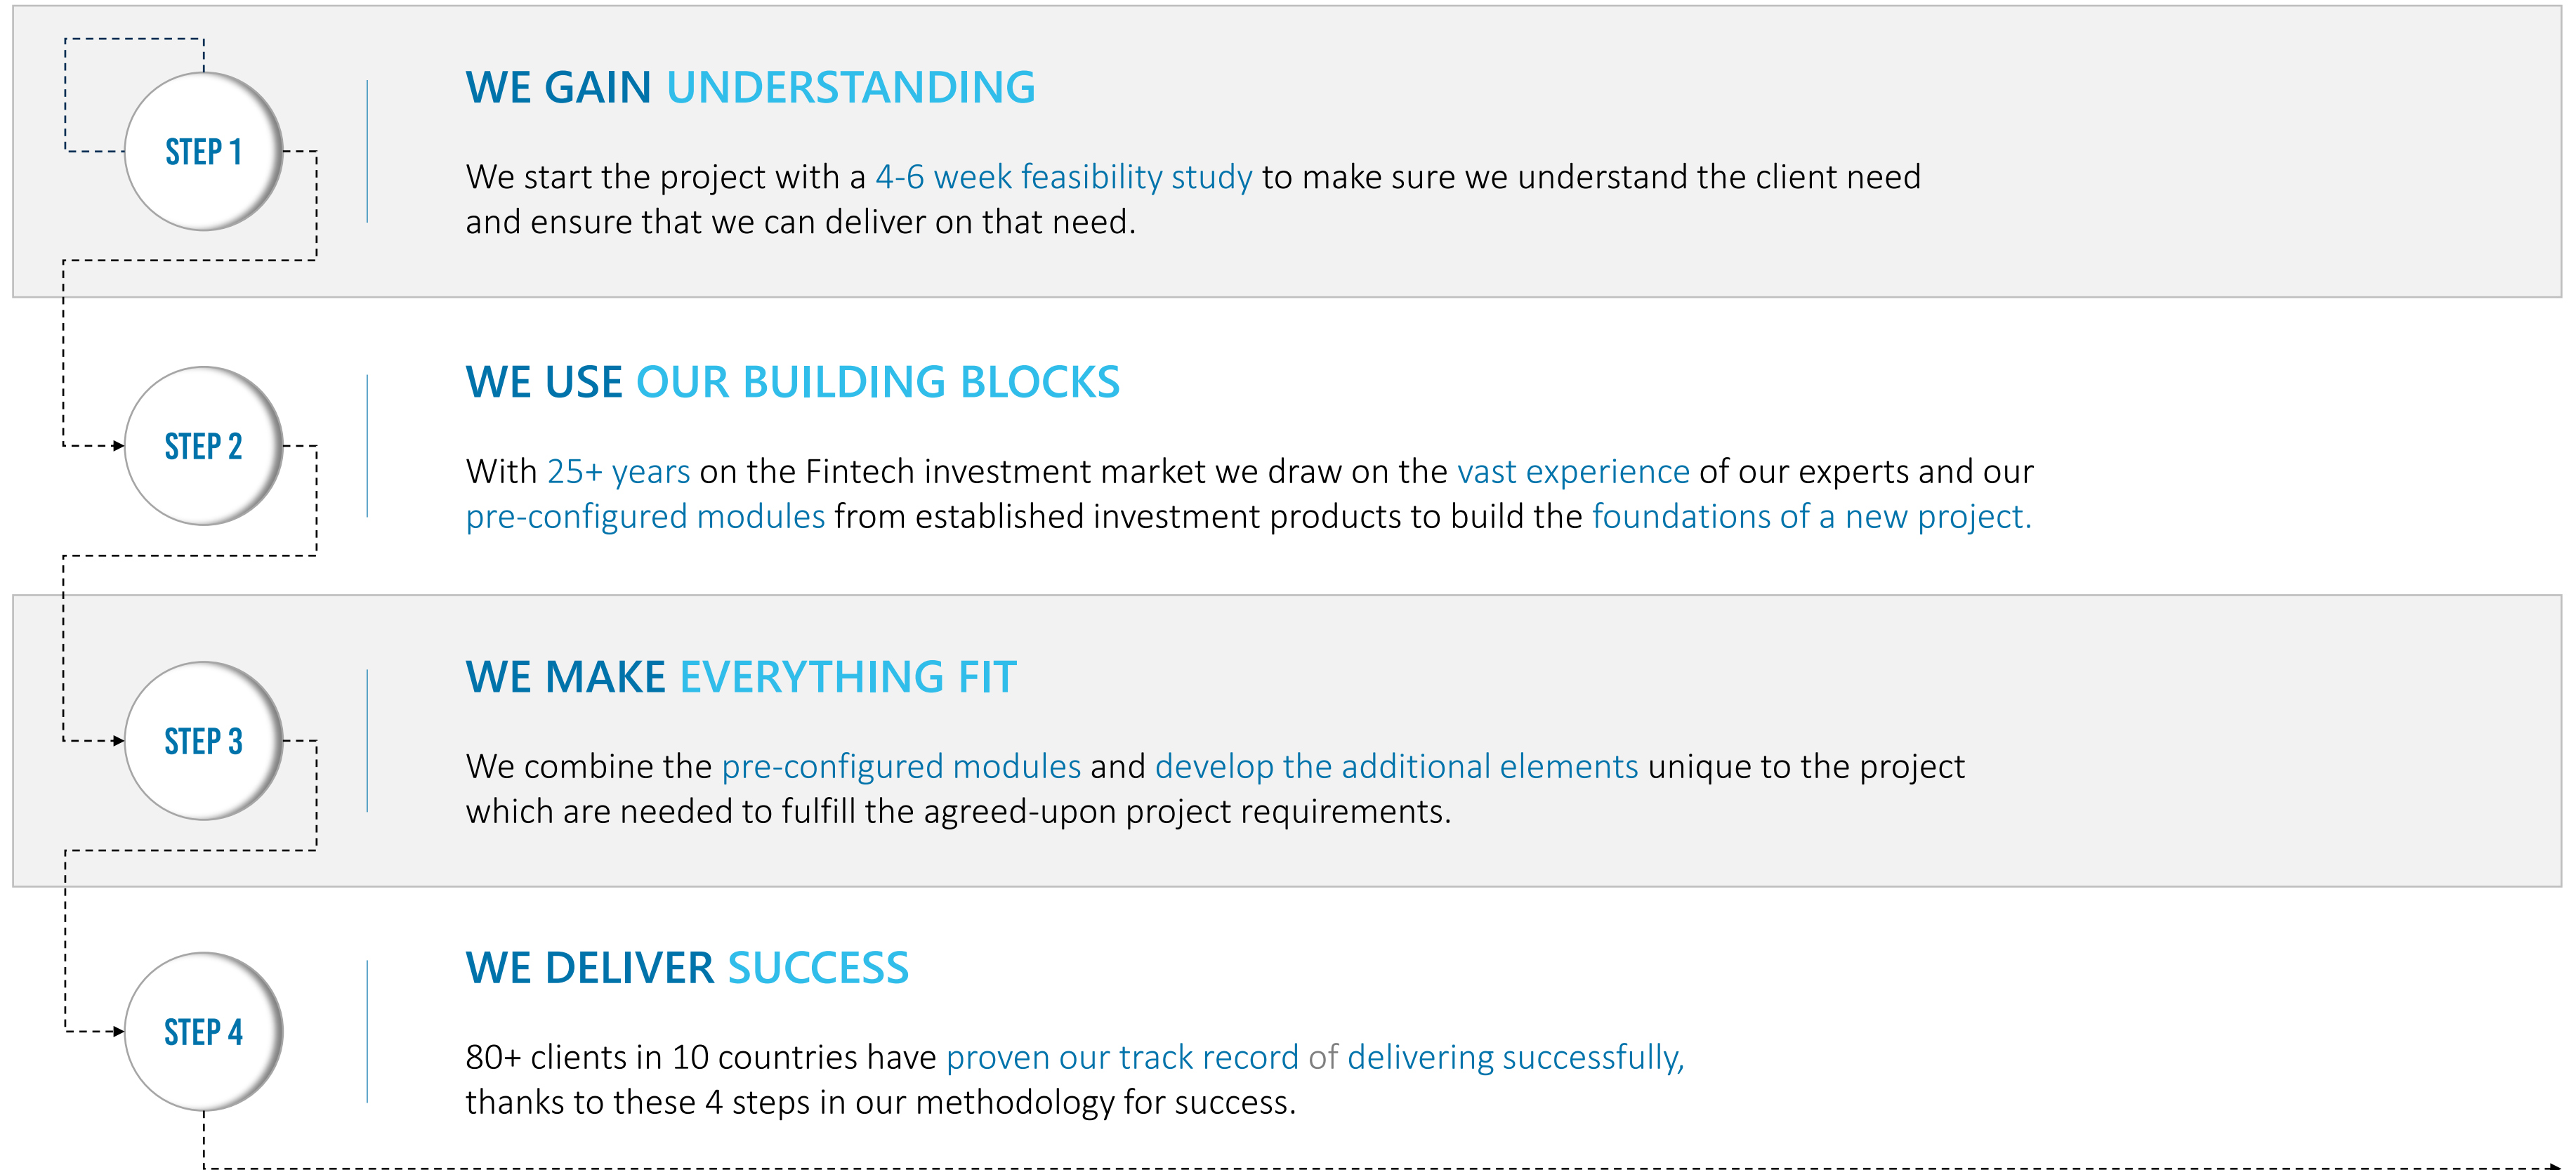 STEP 1
WE GAIN UNDERSTANDING
We start the project with a 4-6 week feasibility study to make sure we understand the client need
and ensure that we can deliver on that need.
STEP 2
WE USE OUR BUILDING BLOCKS
With 25+ years on the Fintech investment market we draw on the vast experience of our experts and our
pre-configured modules from established investment products to build the foundations of a new project.
STEP 3
WE MAKE EVERYTHING FIT
We combine the pre-configured modules and develop the additional elements unique to the project
which are needed to fulfill the agreed-upon project requirements.
STEP 4
WE DELIVER SUCCESS
80+ clients in 10 countries have proven our track record of delivering successfully,
thanks to these 4 steps in our methodology for success.